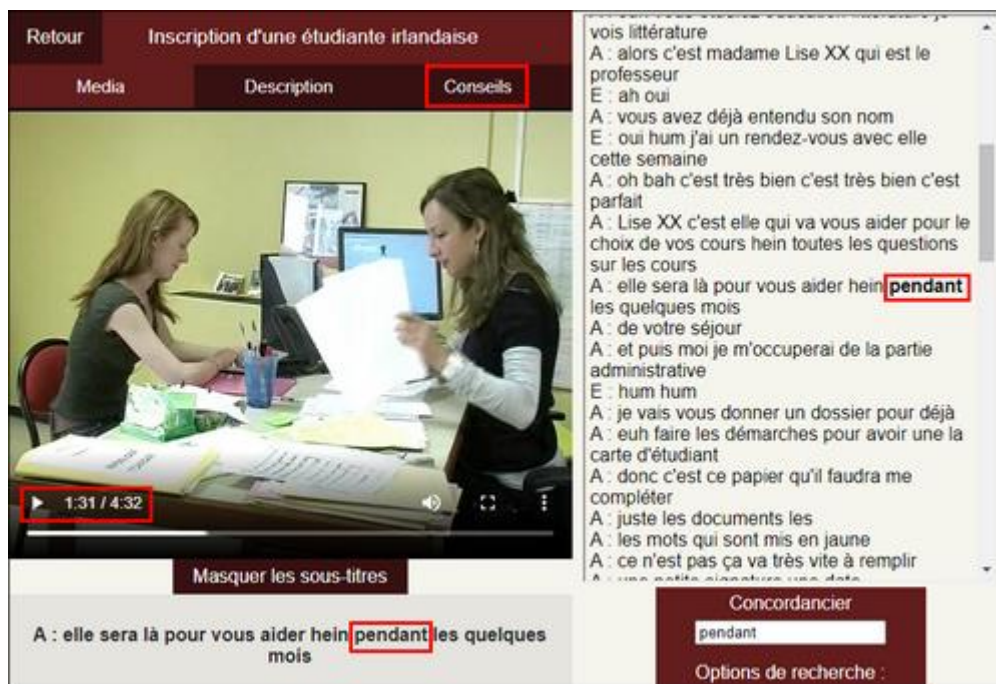 Retour
Inscription d'une étudiante irlandaise
Media
Description
Conseils
1:31 / 4:32
Masquer les sous-titres
A : elle sera là pour vous aider hein pendant les quelques
mois
vois littérature
A : alors c'est madame Lise XX qui est le
professeur
E : ah oui
A : vous avez déjà entendu son nom
E : oui hum j'ai un rendez-vous avec elle
cette semaine
A : oh bah c'est très bien c'est très bien c'est
parfait
A : Lise XX c'est elle qui va vous aider pour le
choix de vos cours hein toutes les questions
sur les cours
A : elle sera là pour vous aider hein pendant
les quelques mois
A : de votre séjour
A : et puis moi je m'occuperai de la partie
administrative
E : hum hum
A : je vais vous donner un dossier pour déjà
A : euh faire les démarches pour avoir une la
carte d'étudiant
A : donc c'est ce papier qu'il faudra me
compléter
A : juste les documents les
A : les mots qui sont mis en jaune
A : ce n'est pas ça va très vite à remplir
A : une petite signature une date
Concordancier
pendant
Options de recherche :